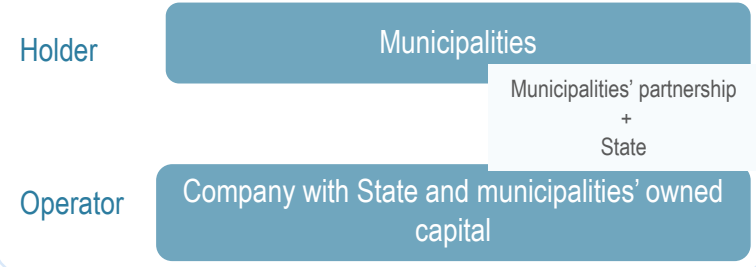 Holder
Municipalities
Municipalities' partnership
+
State
Operator
Company with State and municipalities' owned
capital